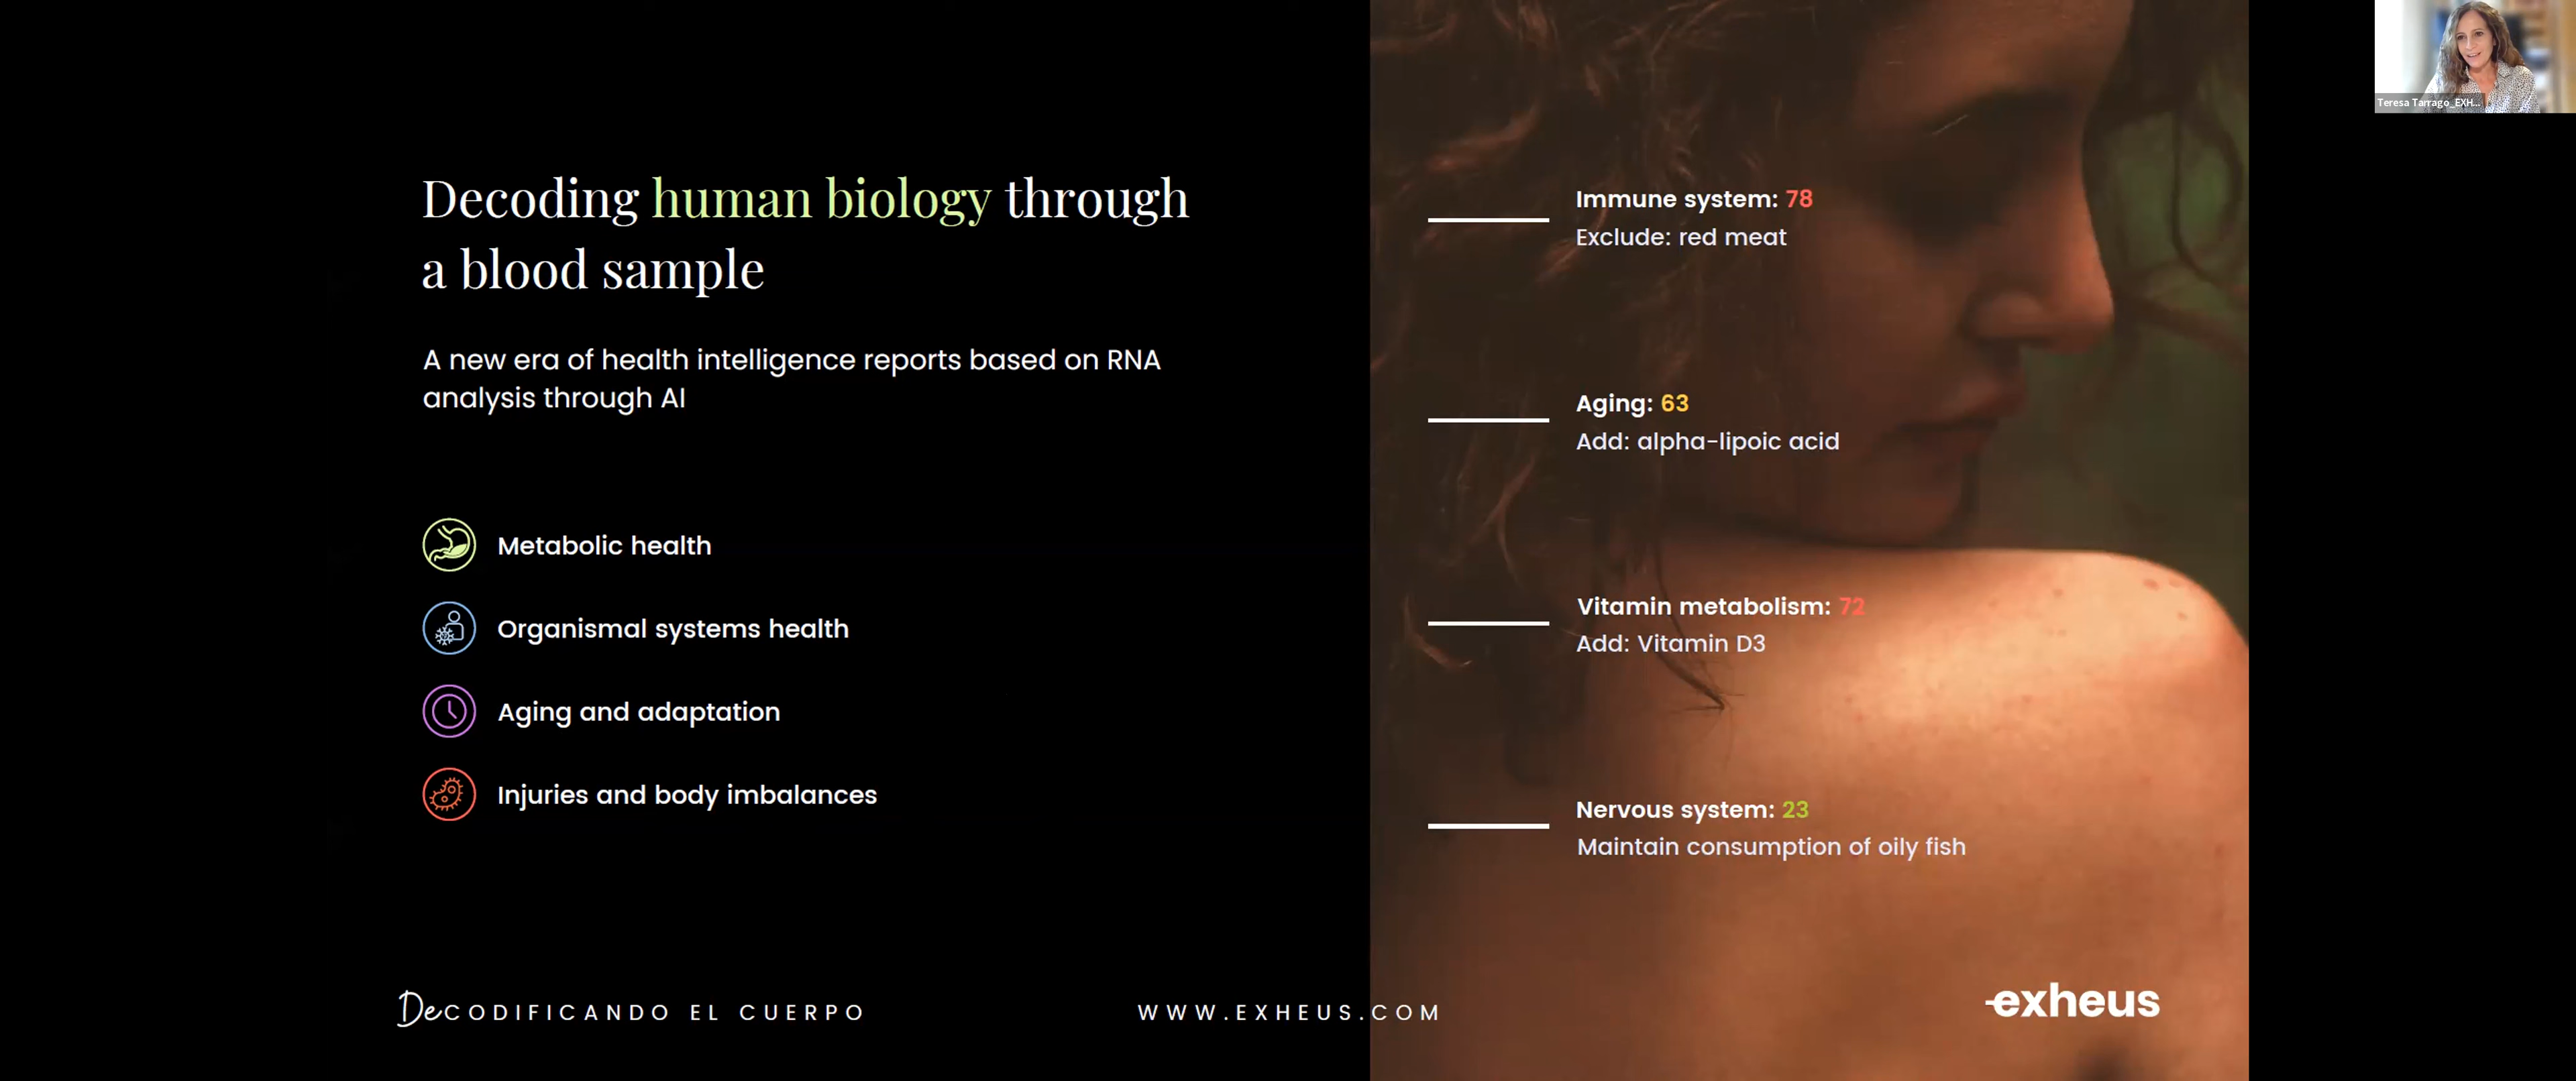 Decoding human biology through
a blood sample
A new era of health intelligence reports based on RNA
analysis through AI
Metabolic health
Organismal systems health
Aging and adaptation
Injuries and body imbalances
DeCODIFICANDO EL CUERPO
WWW.EXHEUS.COM
Immune system: 78
Exclude: red meat
Aging: 63
Add: alpha-lipoic acid
Vitamin metabolism: 72
Add: Vitamin D3
Nervous system: 23
Maintain consumption of oily fish
exheus
Teresa Tarrago_EXH...